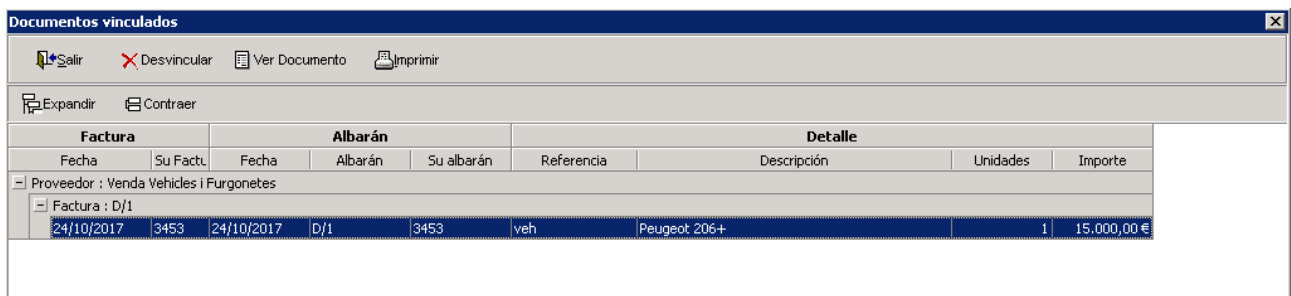 Documentos vinculados
Salir Desvincular Ver Documento Imprimir
Expandir Contraer
Factura Albarán Detalle
Fecha Su Factu Fecha Albarán Su albarán Referencia Descripción Unidades Importe
Proveedor : Venda Vehicles i Furgonetes
Factura : D/1
24/10/2017 3453 24/10/2017 D/1 3453 veh Peugeot 206+ 1 15.000,00 €